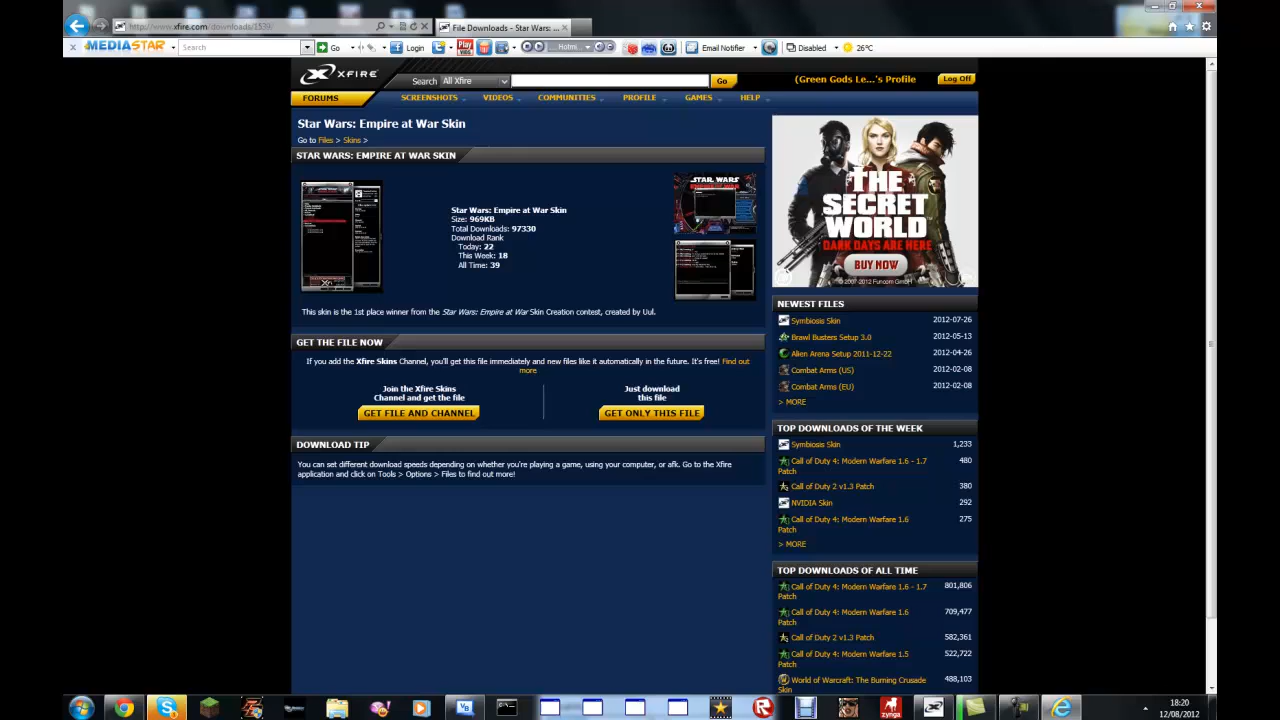 http://www.xfire.com/downloads/1539/
File Downloads - Star Wars: ...
MEDIASTAR
Search
Go
Login
Play
Hotmi
Email Notifier
Disabled
26°C
XFIRE
Search All Xfire
Go
(Green Gods Le...'s Profile
Log Off
FORUMS
SCREENSHOTS
VIDEOS
COMMUNITIES
PROFILE
GAMES
HELP
Star Wars: Empire at War Skin
Go to Files > Skins >
STAR WARS: EMPIRE AT WAR SKIN
Star Wars: Empire at War Skin
Size: 969KB
Total Downloads: 97330
Download Rank
Today: 22
This Week: 18
All Time: 39
STAR WARS
This skin is the 1st place winner from the Star Wars: Empire at War Skin Creation contest, created by Uul.
GET THE FILE NOW
If you add the Xfire Skins Channel, you'll get this file immediately and new files like it automatically in the future. It's free! Find out
more
Join the Xfire Skins
Channel and get the file
GET FILE AND CHANNEL
Just download
this file
GET ONLY THIS FILE
DOWNLOAD TIP
You can set different download speeds depending on whether you're playing a game, using your computer, or afk. Go to the Xfire
application and click on Tools > Options > Files to find out more!
THE
SECRET
WORLD
DARK DAYS ARE HERE
BUY NOW
© 2007-2012 Funcom GmbH
NEWEST FILES
Symbiosis Skin 2012-07-26
Brawl Busters Setup 3.0 2012-05-13
Alien Arena Setup 2011-12-22 2012-04-26
Combat Arms (US) 2012-02-08
Combat Arms (EU) 2012-02-08
> MORE
TOP DOWNLOADS OF THE WEEK
Symbiosis Skin 1,233
Call of Duty 4: Modern Warfare 1.6 - 1.7 480
Patch
Call of Duty 2 v1.3 Patch 380
NVIDIA Skin 292
Call of Duty 4: Modern Warfare 1.6 275
Patch
> MORE
TOP DOWNLOADS OF ALL TIME
Call of Duty 4: Modern Warfare 1.6 - 1.7 801,806
Patch
Call of Duty 4: Modern Warfare 1.6 709,477
Patch
Call of Duty 2 v1.3 Patch 582,361
Call of Duty 4: Modern Warfare 1.5 522,722
Patch
World of Warcraft: The Burning Crusade 488,103
Skin
zynga
18:20
12/08/2012